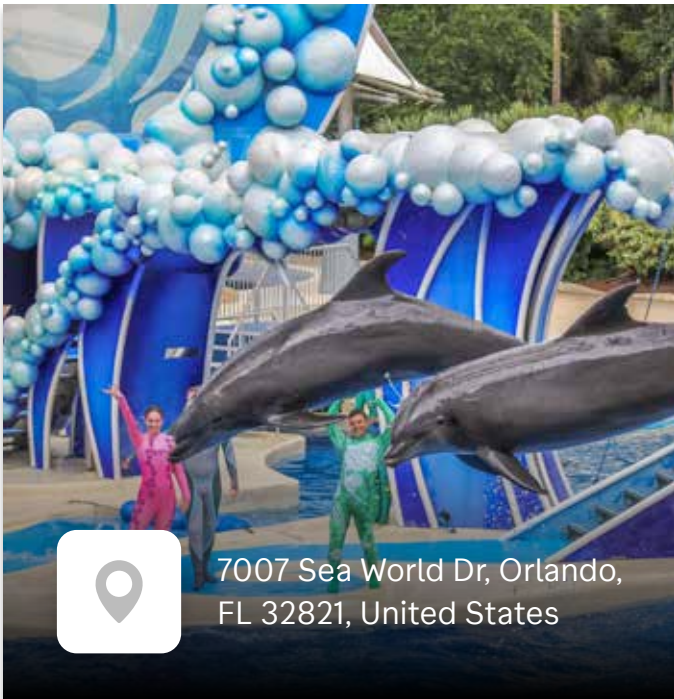 7007 Sea World Dr, Orlando,
FL 32821, United States